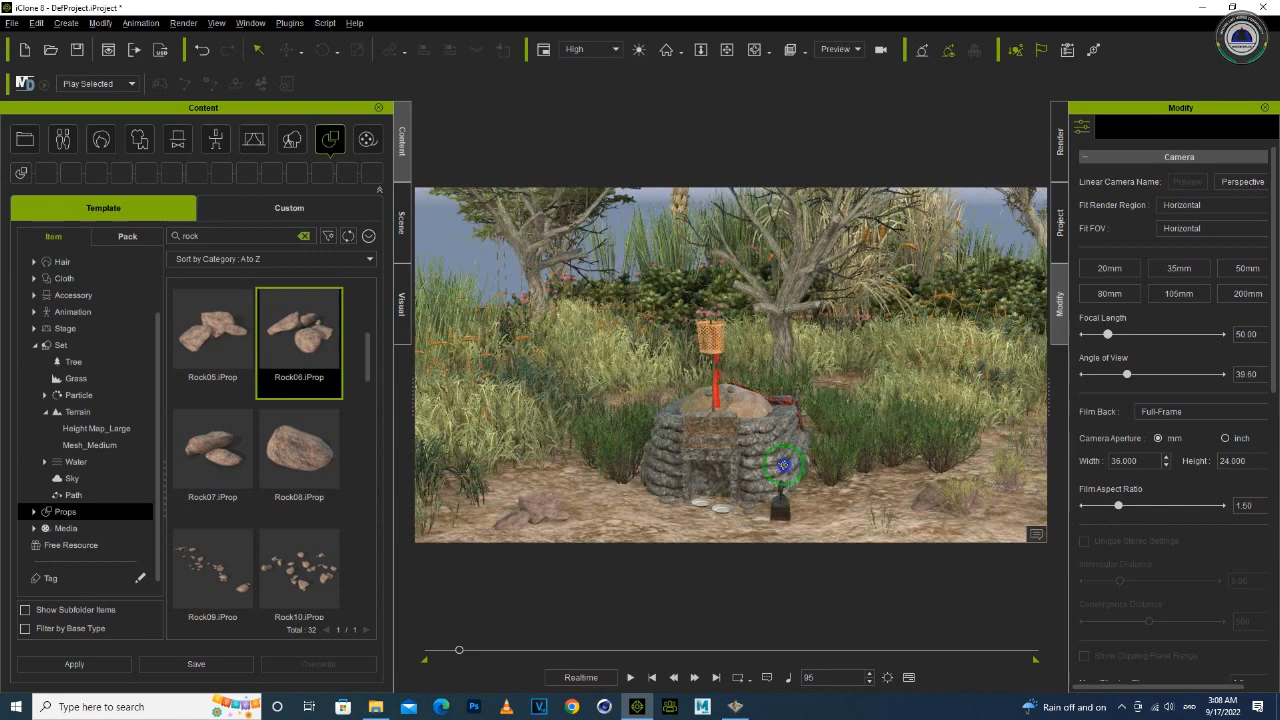 iClone 8 - DefProject.iProject *
File Edit Create Modify Animation Render Window Plugins Script Help
High
Preview
Play Selected
Content
Modify
Content
Scene
Visual
Render
Project
Modify
Template Custom
Item Pack
rock
Sort by Category : A to Z
Hair
Cloth
Accessory
Animation
Stage
Set
Tree
Grass
Particle
Terrain
Height Map_Large
Mesh_Medium
Water
Sky
Path
Props
Media
Free Resource
Tag
Show Subfolder Items
Filter by Base Type
Rock05.iProp
Rock06.iProp
Rock07.iProp
Rock08.iProp
Rock09.iProp
Rock10.iProp
Total : 32 1 / 1
Apply Save Overwrite
Camera
Linear Camera Name: Preview Perspective
Fit Render Region : Horizontal
Fit FOV : Horizontal
20mm 35mm 50mm
80mm 105mm 200mm
Focal Length
50.00
Angle of View
39.60
Film Back : Full-Frame
Camera Aperture : mm inch
Width : 36.000 Height : 24.000
Film Aspect Ratio
1.50
Unique Stereo Settings
Interocular Distance
Convergence Distance
500
Show Clipping Plane Range
Realtime
95
Type here to search
Rain off and on
ENG
3:08 AM
9/17/2022